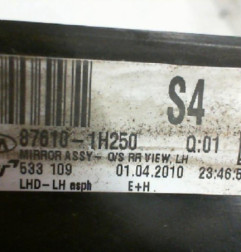 S4
87610-1H250 Q:01
MIRROR ASSY- O/S RR VIEW, LH
533 109 01.04.2010 23:46:5
LHD-LH asph E+H